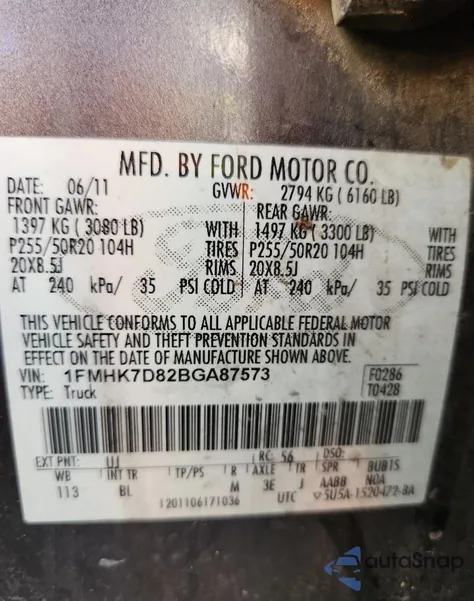 MFD. BY FORD MOTOR CO.
DATE: 06/11 GVWR: 2794 KG ( 6160 LB)
FRONT GAWR: REAR GAWR:
1397 KG ( 3080 LB) WITH 1497 KG ( 3300 LB) WITH
P255/50R20 104H TIRES P255/50R20 104H TIRES
20X8.5J RIMS 20X8.5J RIMS
AT 240 kPa/ 35 PSI COLD AT 240 kPa/ 35 PSI COLD
THIS VEHICLE CONFORMS TO ALL APPLICABLE FEDERAL MOTOR
VEHICLE SAFETY AND THEFT PREVENTION STANDARDS IN
EFFECT ON THE DATE OF MANUFACTURE SHOWN ABOVE.
VIN: 1FMHK7D82BGA87573 F0286
TYPE: Truck T0428
EXT PNT: UJ RC: 56 DSO:
WB INT TR TP/PS R AXLE TR SPR BUB1S
113 BL M 3E J AABB NOA
1201106171036 UTC 5U5A-1520472-BA
autoSnap